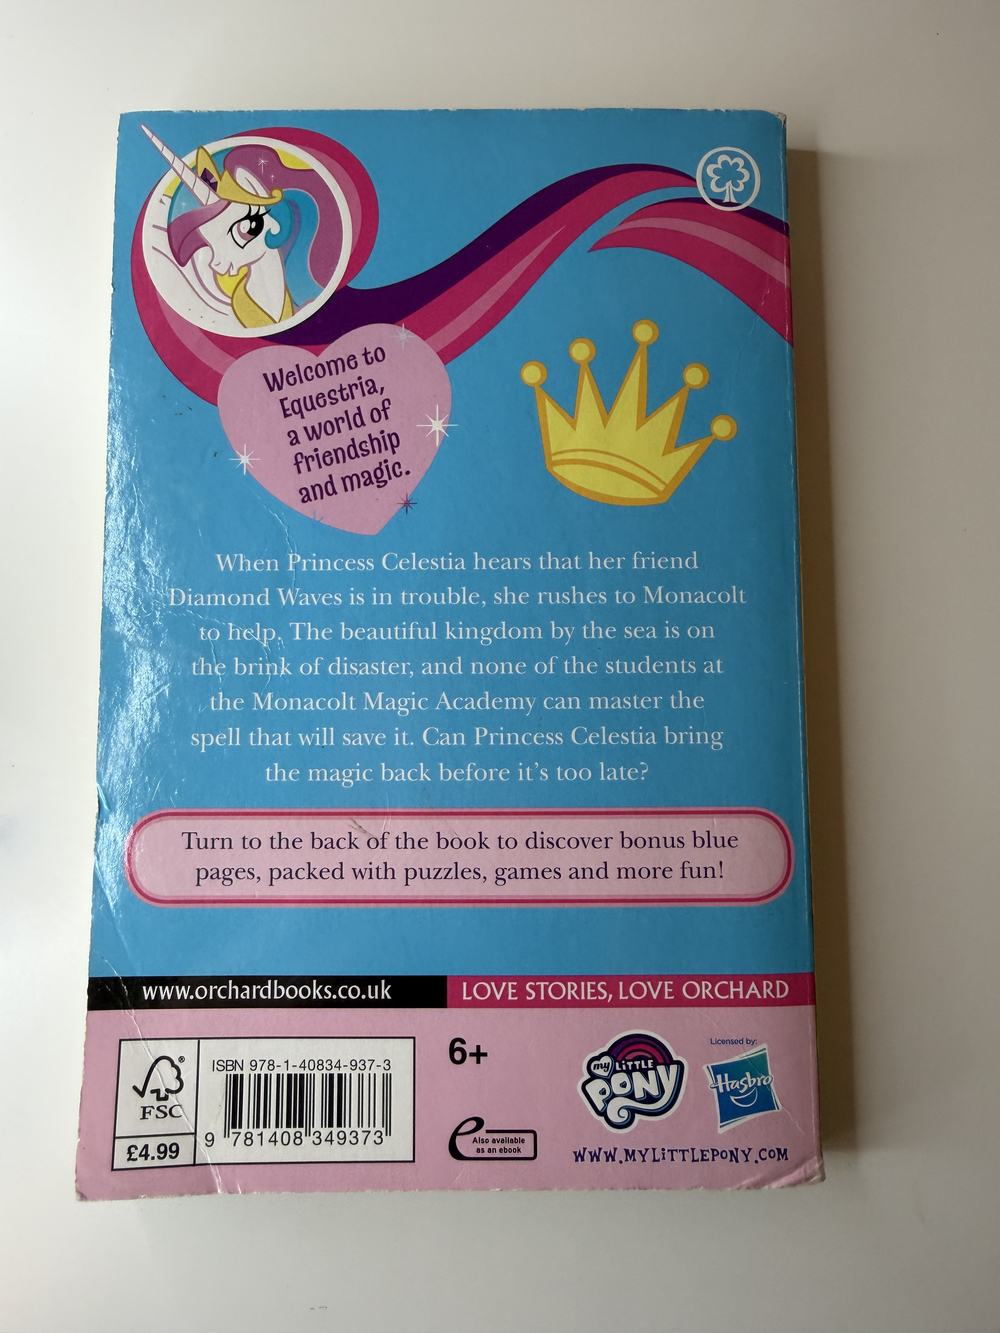 Welcome to
Equestria,
a world of
friendship
and magic.
When Princess Celestia hears that her friend
Diamond Waves is in trouble, she rushes to Monacolt
to help. The beautiful kingdom by the sea is on
the brink of disaster, and none of the students at
the Monacolt Magic Academy can master the
spell that will save it. Can Princess Celestia bring
the magic back before it's too late?
Turn to the back of the book to discover bonus blue
pages, packed with puzzles, games and more fun!
www.orchardbooks.co.uk
LOVE STORIES, LOVE ORCHARD
FSC
®
£4.99
ISBN 978-1-40834-937-3
9 781408 349373
6+
e
Also available
as an ebook
my LITTLE
PONY
Licensed by:
Hasbro
WWW.MYLITTLEPONY.COM